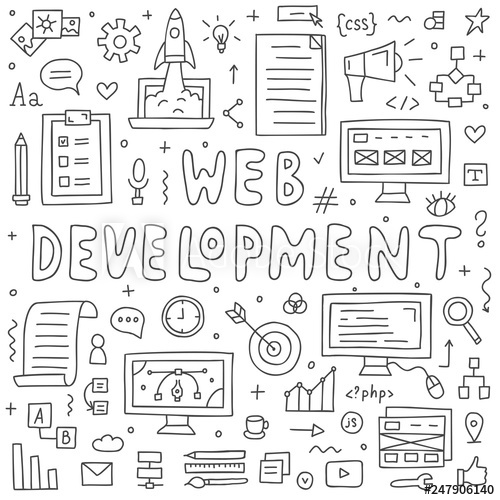 {css}
Aa
</>
WEB
T
#
DEVELOPMENT
?
<?php>
A
B
js
#247906140